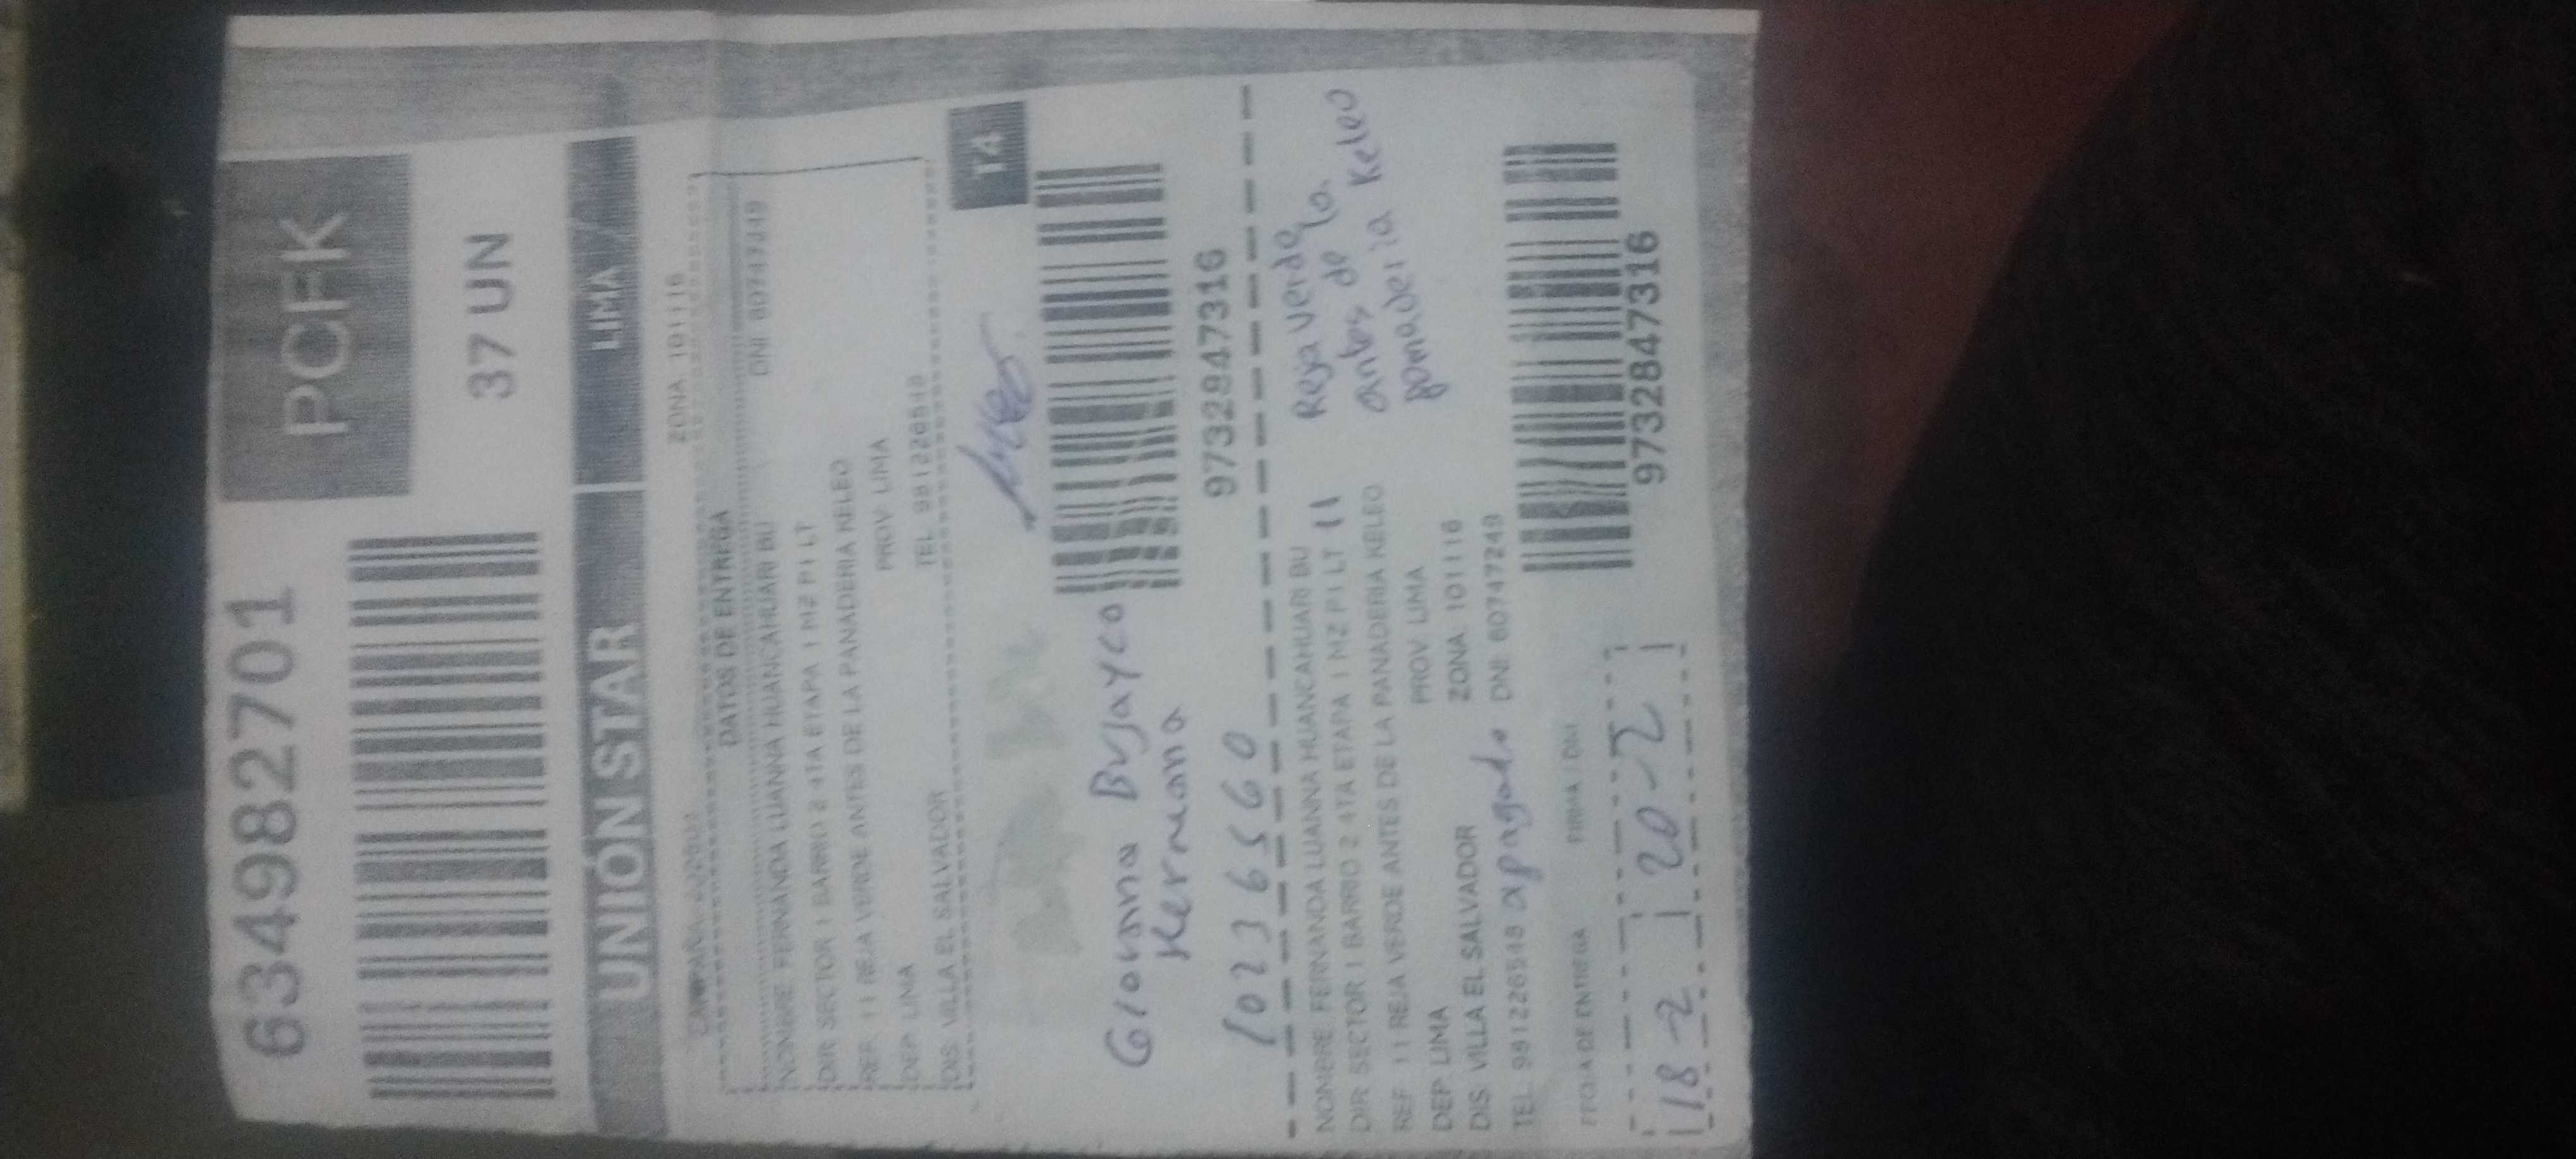 6349827701
PCFK
37 UN
UNIÓN STAR
LIMA
ZONA 101116
DATOS DE ENTREGA
NOMBRE FERNANDA LUANNA HUANCAHUARI BU
DNI 60747249
DIR SECTOR 1 BARRIO 2 4TA ETAPA 1 MZ P1 LT
REF 11 REJA VERDE ANTES DE LA PANADERIA KELEO
DEP LIMA
PROV LIMA
DIS VILLA EL SALVADOR
TEL 981226548
T4
Giovana Bujayco
Hermana
10236560
9732847316
NOMBRE FERNANDA LUANNA HUANCAHUARI BU
DIR SECTOR 1 BARRIO 2 4TA ETAPA 1 MZ P1 LT 11
REF 11 REJA VERDE ANTES DE LA PANADERIA KELEO
DEP LIMA
PROV LIMA
DIS VILLA EL SALVADOR
ZONA 101116
TEL 981226548 apagado DNI 60747249
Reja verde
antes de la
panaderia Keleo
9732847316
FECHA DE ENTREGA
FIRMA / DNI
18-2
20-2